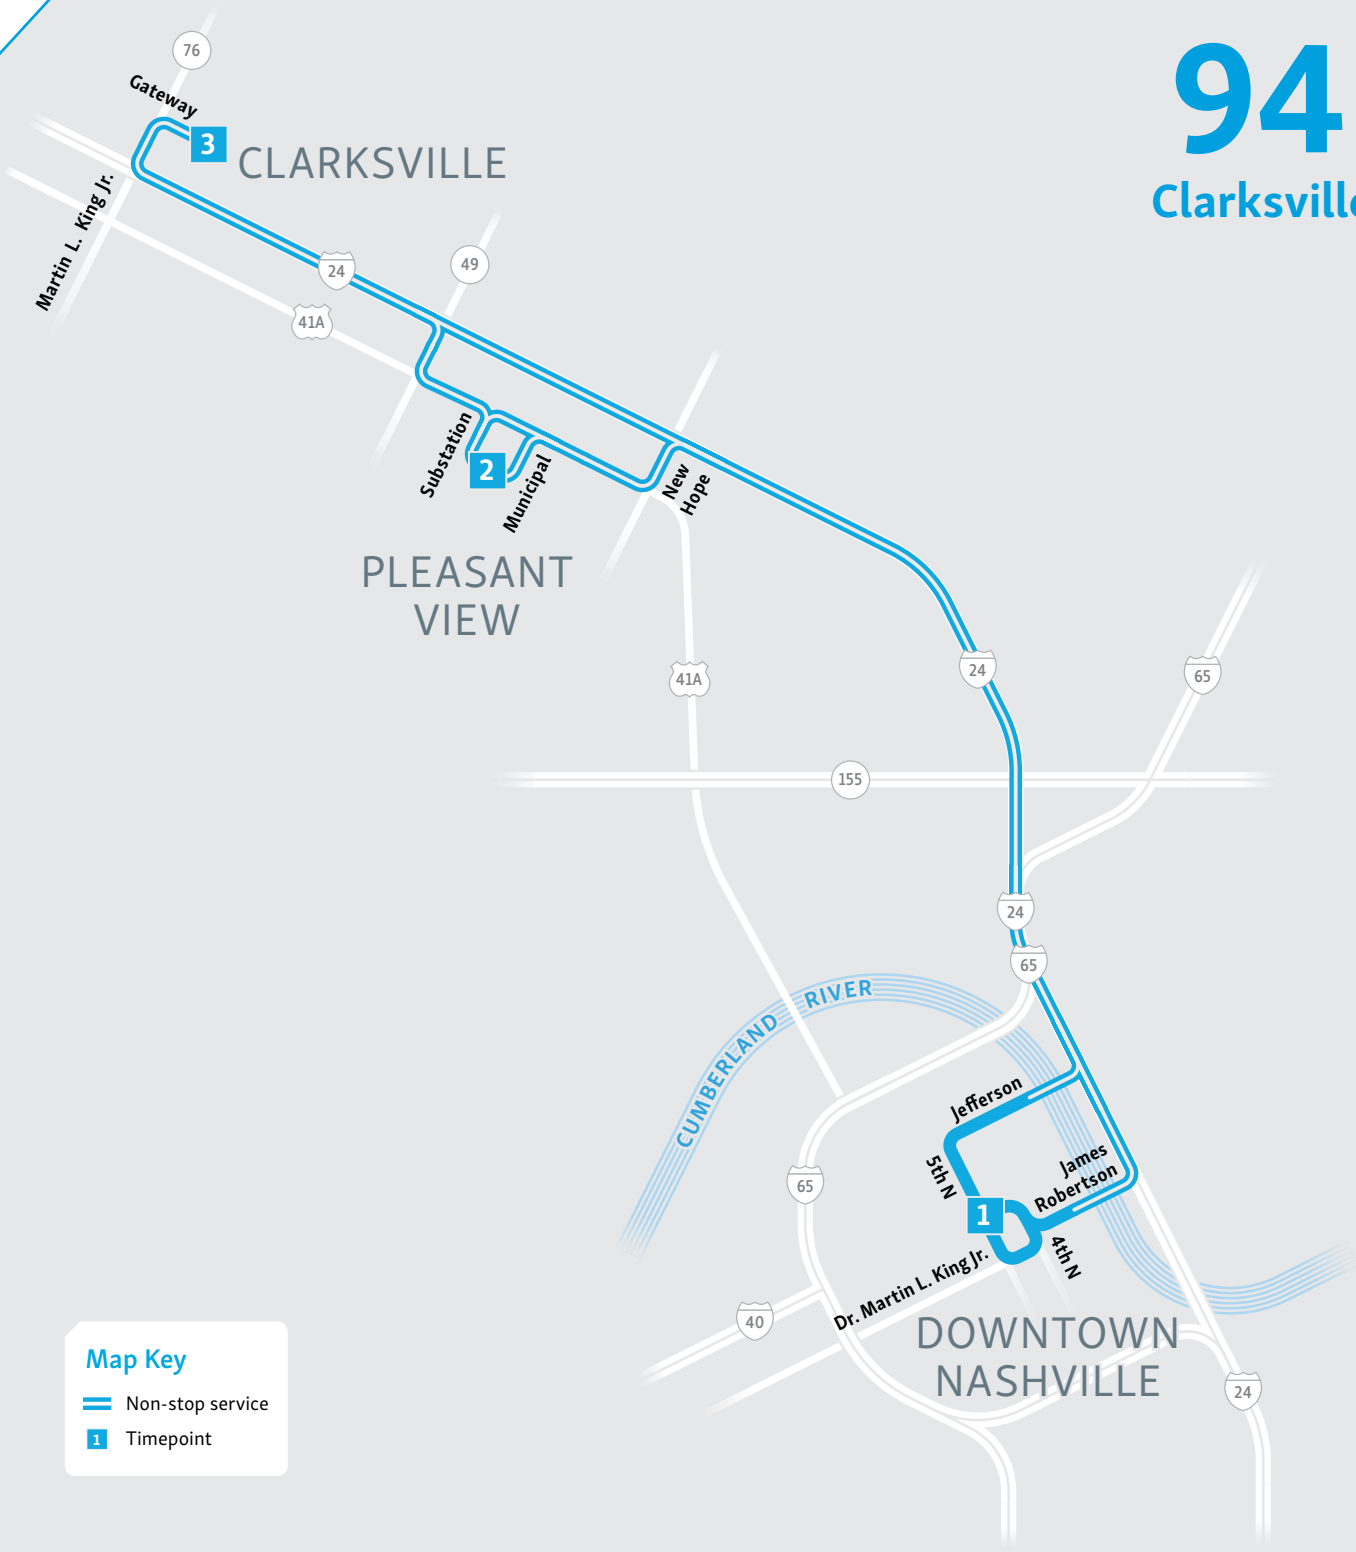 94
Clarksvill
76
Gateway
3
CLARKSVILLE
Martin L. King Jr.
24
49
41A
Substation
2
Municipal
New
Hope
PLEASANT
VIEW
24
65
41A
155
24
65
CUMBERLAND RIVER
Jefferson
5th N
James
Robertson
65
1
4th N
Dr. Martin L. King Jr.
40
DOWNTOWN
NASHVILLE
24
Map Key
Non-stop service
1 Timepoint